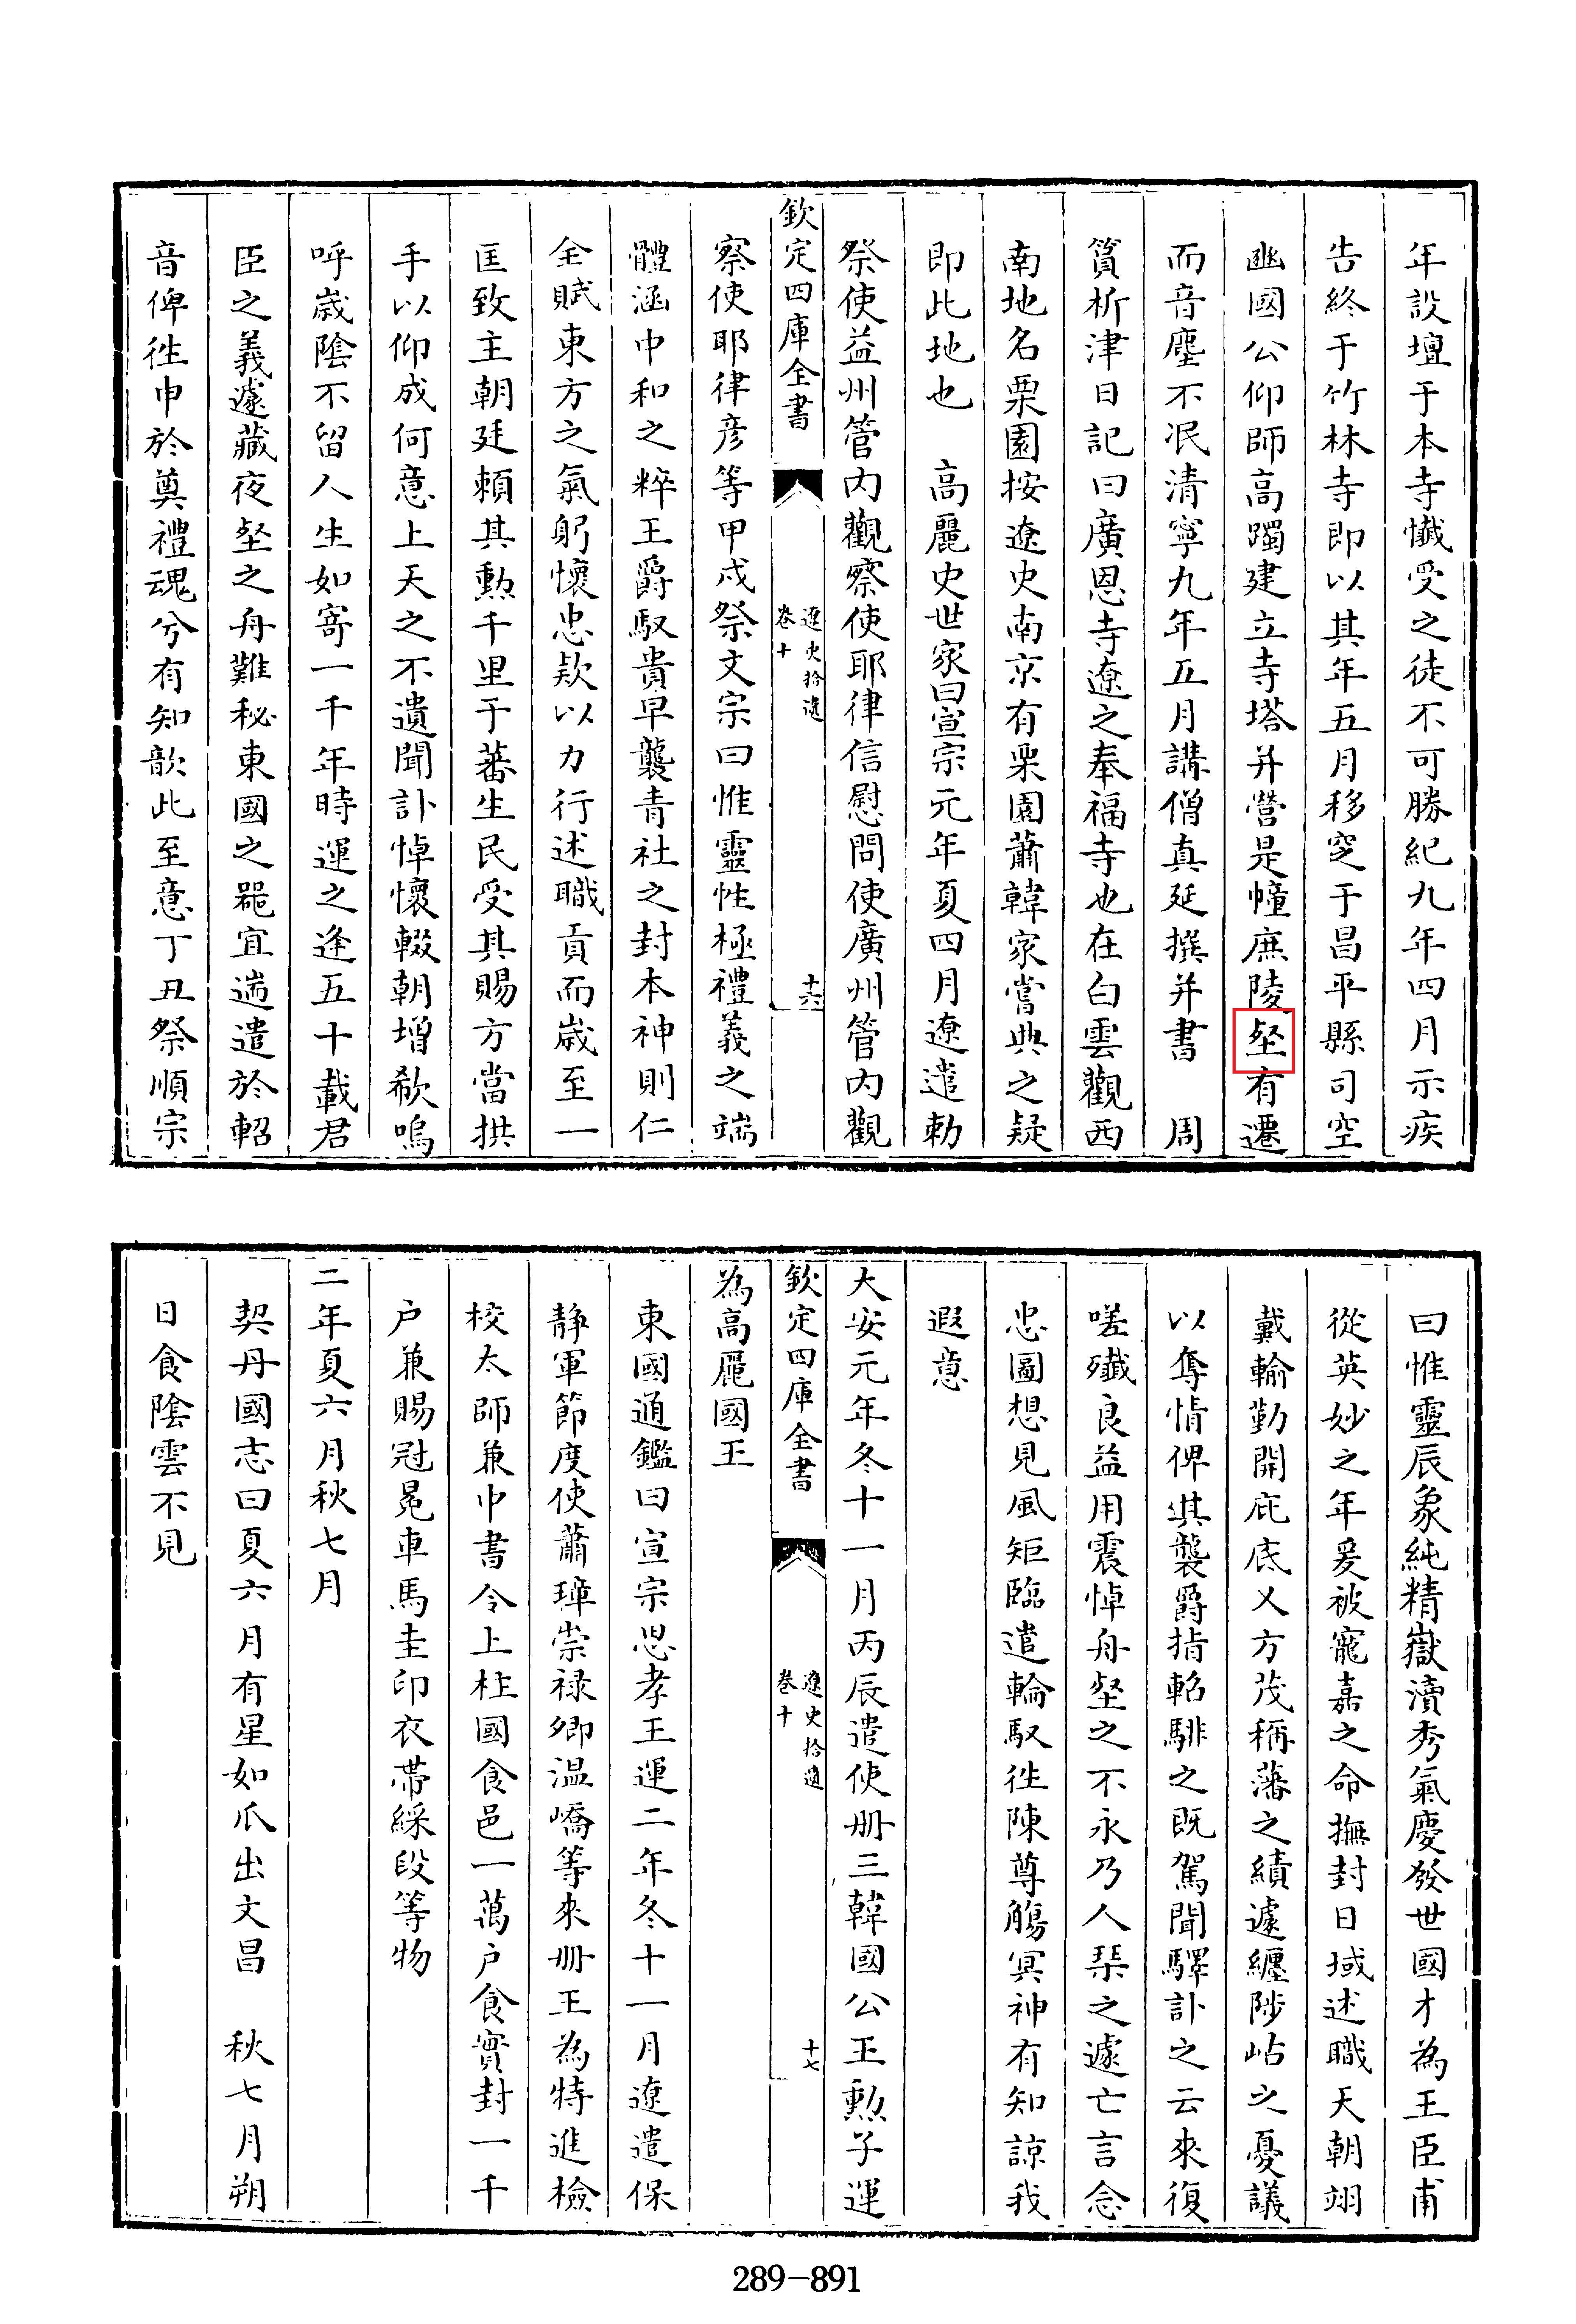 年設壇于本寺懺受之徒不可勝紀九年四月示疾
告終于竹林寺即以其年五月移窆于昌平縣司空
豳國公仰師高躅建立寺塔并營是幢庶陵壑有遷
而音塵不泯清寧九年五月講僧真延撰并書　周
篔析津日記曰廣恩寺遼之奉福寺也在白雲觀西
南地名栗園按遼史南京有栗園蕭韓家嘗典之疑
即此地也　高麗史世家曰宣宗元年夏四月遼遣勅
祭使益州管内觀察使耶律信慰問使廣州管内觀
欽定四庫全書
遼史拾遺
卷十
十六
察使耶律彦等甲戍祭文宗曰惟靈性極禮義之端
體涵中和之粹王爵馭貴早襲青社之封本神則仁
全賦東方之氣躬懷忠欵以力行述職貢而歲至一
匡致主朝廷頼其勲千里于蕃生民受其賜方當拱
手以仰成何意上天之不遺聞訃悼懷輟朝增欷嗚
呼歲陰不留人生如寄一千年時運之逢五十載君
臣之義遽藏夜壑之舟難秘東國之噐宜遄遣於軺
音俾徃申於奠禮魂兮有知歆此至意丁丑祭順宗
曰惟靈辰象純精嶽瀆秀氣慶發世國才為王臣甫
從英妙之年爰被寵嘉之命撫封日域述職天朝翊
戴輸勤開庇底乂方茂稱藩之績遽纒陟岵之憂議
以奪情俾其襲爵指軺騑之既駕聞驛訃之云來復
嗟殲良益用震悼舟壑之不永乃人琹之遽亡言念
忠圖想見風矩臨遣輪馭徃陳尊觴冥神有知諒我
遐意
大安元年冬十一月丙辰遣使册三韓國公王勲子運
欽定四庫全書
遼史拾遺
卷十
十七
為高麗國王
東國通鑑曰宣宗思孝王運二年冬十一月遼遣保
静軍節度使蕭璋崇禄卿温嶠等來册王為特進檢
校太師兼中書令上柱國食邑一萬户食實封一千
户兼賜冠冕車馬圭印衣帶綵段等物
二年夏六月秋七月
契丹國志曰夏六月有星如爪出文昌　秋七月朔
日食陰雲不見
289-891